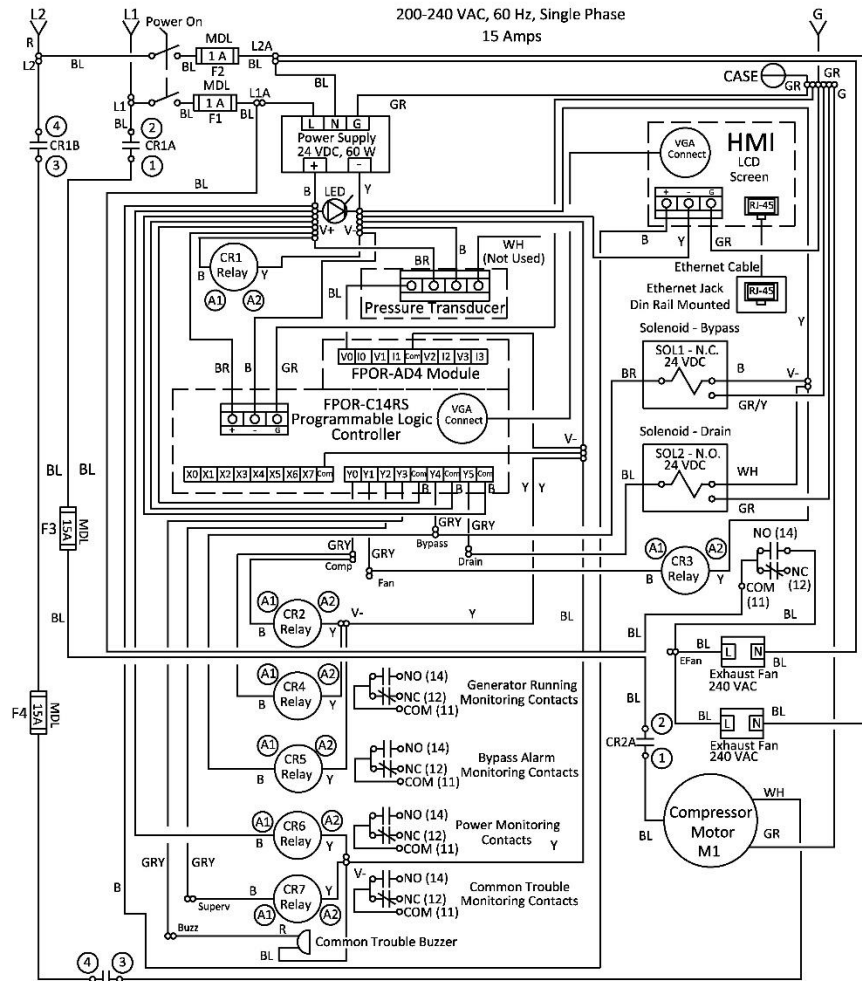 L2 L1 200-240 VAC, 60 Hz, Single Phase G
15 Amps
R Power On MDL L2A
1 A
L2 BL BL F2 BL
MDL
1 A
L1 L1A
BL BL F1 BL
BL
BL
GR
CASE
GR
GR
GR
G
4 2
CR1B CR1A
3 1
L N G
Power Supply
24 VDC, 60 W
+ -
BL
B LED Y
V+ V-
VGA
Connect
HMI
LCD
Screen
+ - G
RJ-45
B Y GR
Ethernet Cable
RJ-45
Ethernet Jack
Din Rail Mounted
Y
CR1
Relay
B Y
A1 A2
BR B WH
(Not Used)
BL
Pressure Transducer
V0 I0 V1 I1 Com V2 I2 V3 I3
FPOR-AD4 Module
BR B GR
FPOR-C14RS
Programmable Logic
Controller
+ - G
VGA
Connect
X0 X1 X2 X3 X4 X5 X6 X7 Com
Y0 Y1 Y2 Y3 Com Y4 Com Y5 Com
B B B
V-
Y Y
Solenoid - Bypass
SOL1 - N.C.
24 VDC
BR B V-
GR/Y
Solenoid - Drain
SOL2 - N.O.
24 VDC
BL WH
GR
BL BL
F3 15A MDL
BL
GRY GRY
Bypass
GRY GRY
Comp Drain
Fan
A1 A2
CR3
Relay
B Y
NO (14)
NC
(12)
COM
(11)
A1 A2
CR2
Relay
B Y
V- Y BL
BL BL
BL L N BL
EFan
Exhaust Fan
240 VAC
BL L N BL
Exhaust Fan
240 VAC
BL
2
CR2A
1
F4 15A MDL
A1 A2
CR4
Relay
B Y
NO (14)
NC (12)
COM (11)
Generator Running
Monitoring Contacts
A1 A2
CR5
Relay
B Y
NO (14)
NC (12)
COM (11)
Bypass Alarm
Monitoring Contacts
A1 A2
CR6
Relay
B Y
NO (14)
NC (12)
COM (11)
Power Monitoring
Contacts
Y
BL
Compressor
Motor
M1
WH
GR
GRY GRY
B
V-
B CR7
Relay
Y
A1 A2
Superv
NO (14)
NC (12)
COM (11)
Common Trouble
Monitoring Contacts
Buzz R
BL
Common Trouble Buzzer
4 3